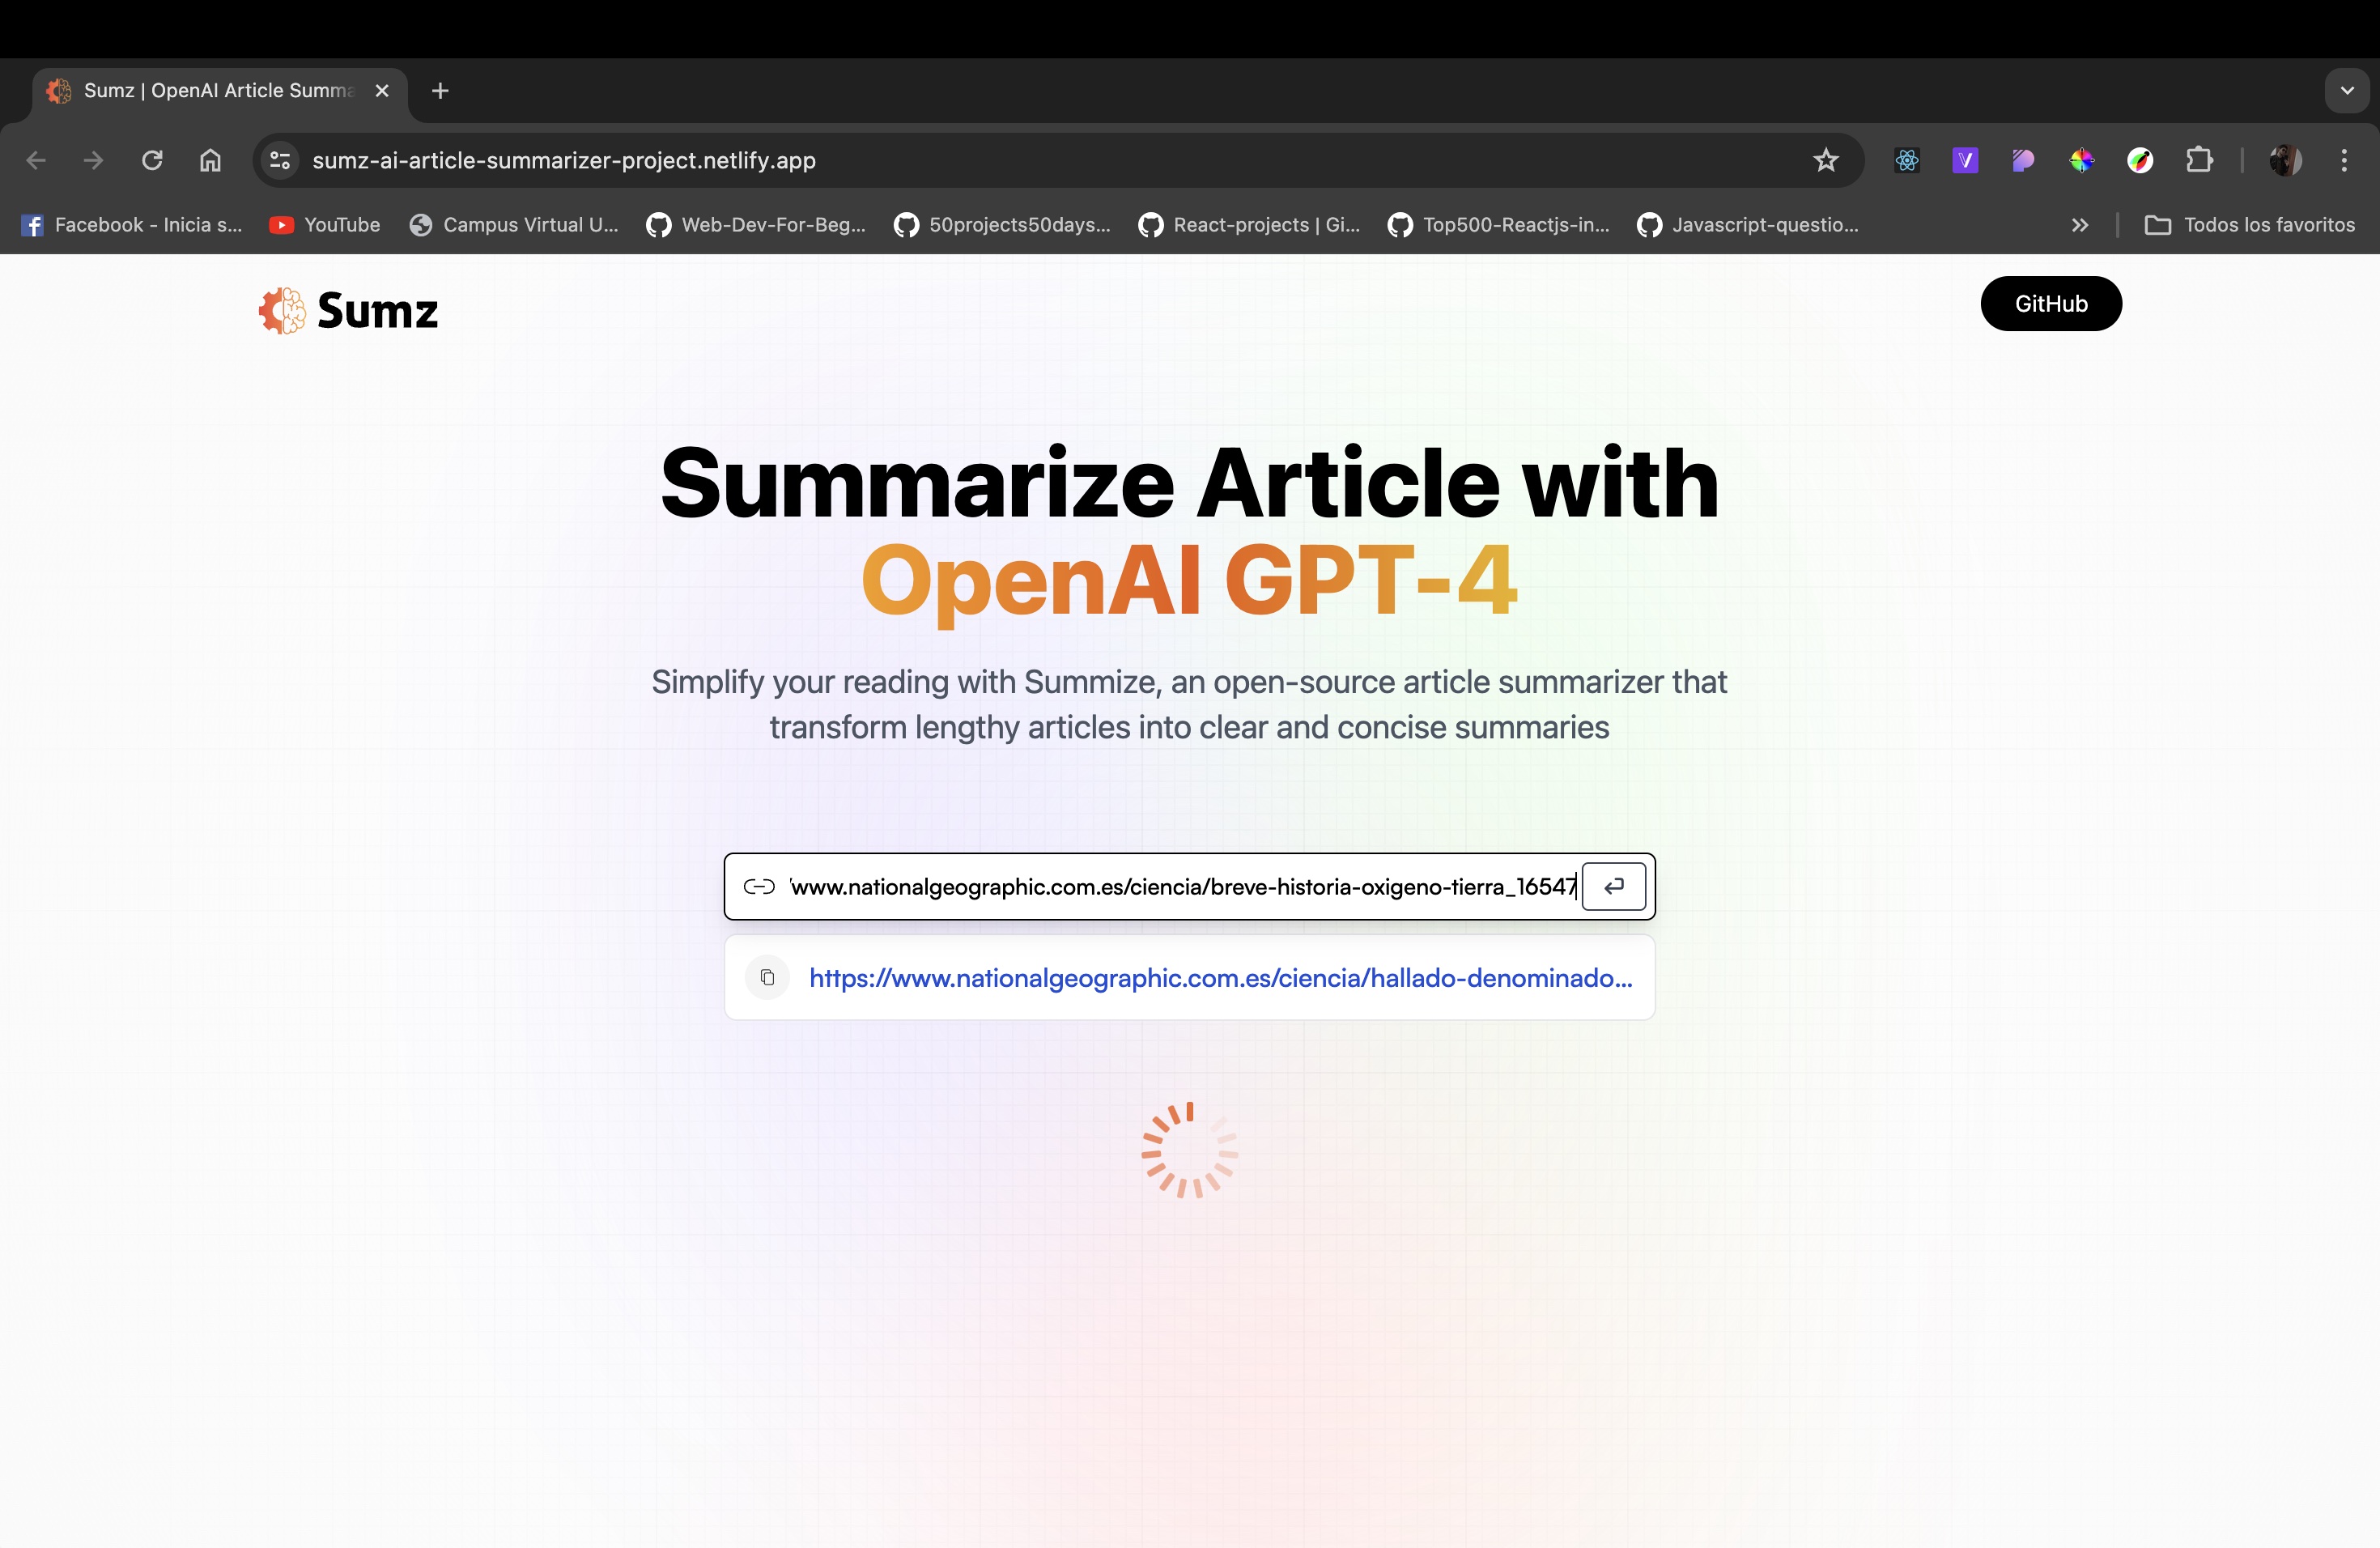 Sumz | OpenAI Article Summa
sumz-ai-article-summarizer-project.netlify.app
Facebook - Inicia s...
YouTube
Campus Virtual U...
Web-Dev-For-Beg...
50projects50days...
React-projects | Gi...
Top500-Reactjs-in...
Javascript-questio...
Todos los favoritos
Sumz
GitHub
Summarize Article with
OpenAI GPT-4
Simplify your reading with Summize, an open-source article summarizer that
transform lengthy articles into clear and concise summaries
/www.nationalgeographic.com.es/ciencia/breve-historia-oxigeno-tierra_16547
https://www.nationalgeographic.com.es/ciencia/hallado-denominado...